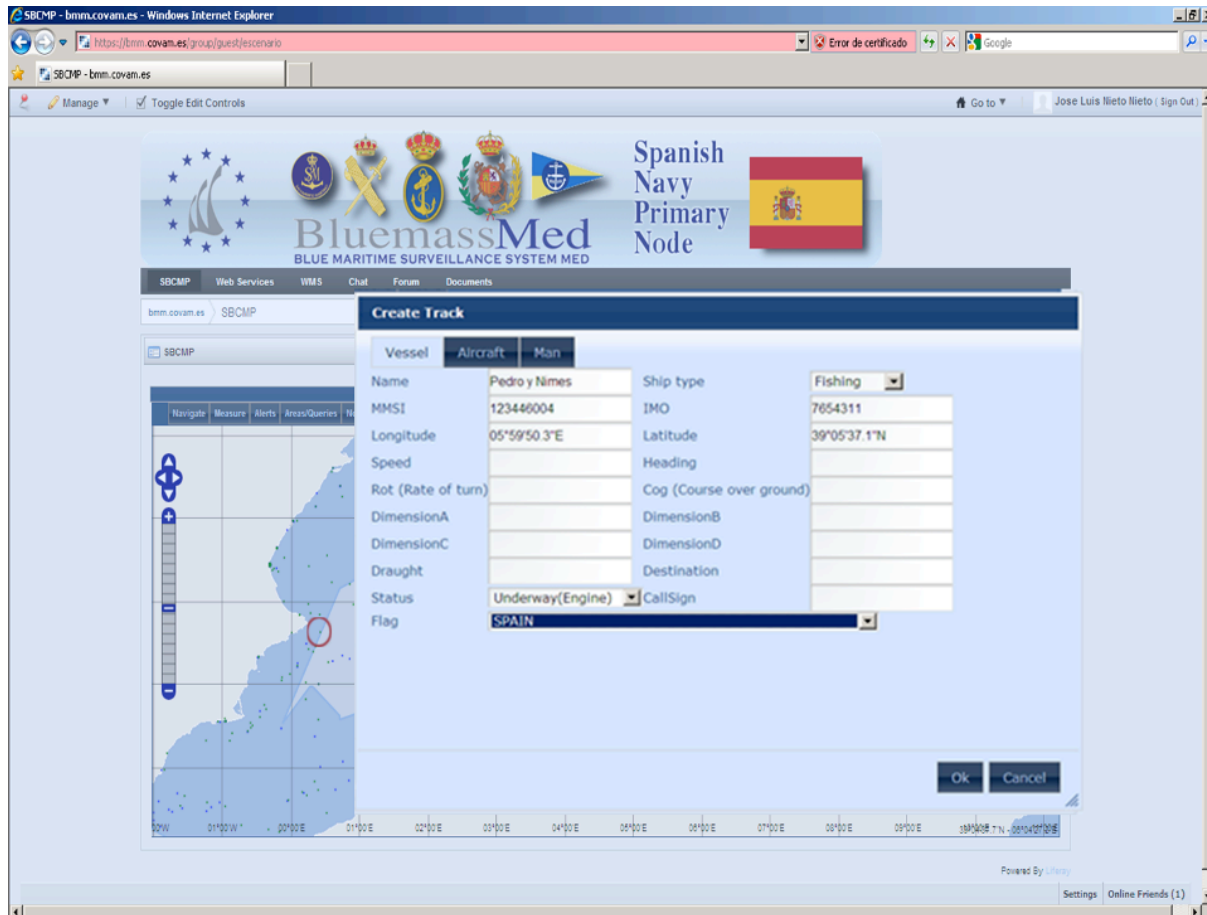 SBCMP - bmm.covam.es - Windows Internet Explorer
https://bmm.covam.es/group/guest/escenario
Error de certificado
Google
SBCMP - bmm.covam.es
Manage
Toggle Edit Controls
Go to
Jose Luis Nieto Nieto ( Sign Out )
Spanish
Navy
Primary
Node
BluemassMed
BLUE MARITIME SURVEILLANCE SYSTEM MED
SBCMP Web Services WMS Chat Forum Documents
bmm.covam.es SBCMP
SBCMP
Navigate Measure Alerts Areas/Queries
Create Track
Vessel Aircraft Man
Name Pedro y Nimes Ship type Fishing
MMSI 123446004 IMO 7654311
Longitude 05°59'50.3"E Latitude 39°05'37.1"N
Speed Heading
Rot (Rate of turn) Cog (Course over ground)
DimensionA DimensionB
DimensionC DimensionD
Draught Destination
Status Underway(Engine) CallSign
Flag SPAIN
Ok Cancel
01°00'W 00°00'E 01°00'E 02°00'E 03°00'E 04°00'E 05°00'E 06°00'E 07°00'E 08°00'E 09°00'E
Powered By Liferay
Settings Online Friends (1)